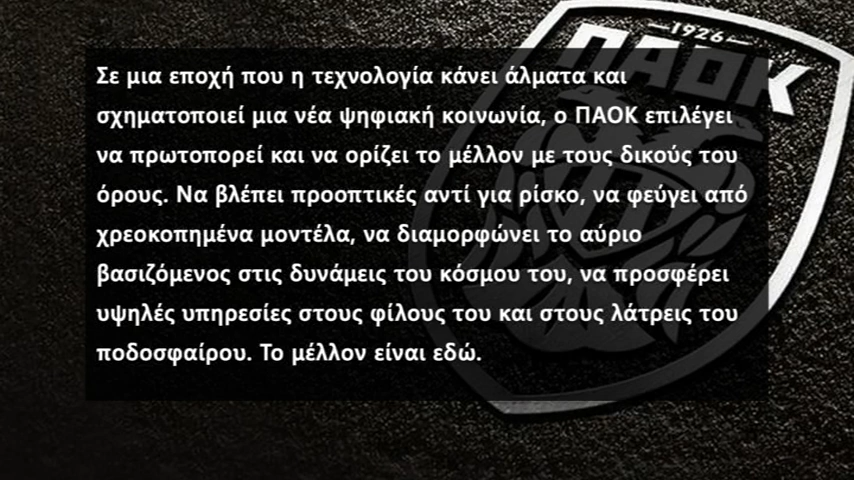 1926
ΠΑΟΚ
Σε μια εποχή που η τεχνολογία κάνει άλματα και
σχηματοποιεί μια νέα ψηφιακή κοινωνία, ο ΠΑΟΚ επιλέγει
να πρωτοπορεί και να ορίζει το μέλλον με τους δικούς του
όρους. Να βλέπει προοπτικές αντί για ρίσκο, να φεύγει από
χρεοκοπημένα μοντέλα, να διαμορφώνει το αύριο
βασιζόμενος στις δυνάμεις του κόσμου του, να προσφέρει
υψηλές υπηρεσίες στους φίλους του και στους λάτρεις του
ποδοσφαίρου. Το μέλλον είναι εδώ.